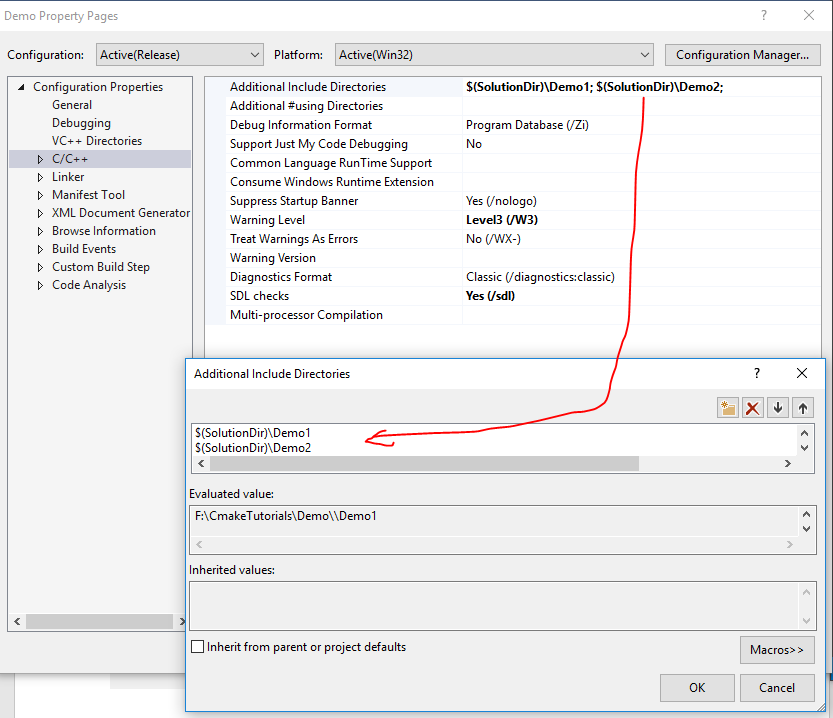 Demo Property Pages
?
Configuration: Active(Release) Platform: Active(Win32) Configuration Manager...
Configuration Properties
General
Debugging
VC++ Directories
C/C++
Linker
Manifest Tool
XML Document Generator
Browse Information
Build Events
Custom Build Step
Code Analysis
Additional Include Directories $(SolutionDir)\Demo1; $(SolutionDir)\Demo2;
Additional #using Directories
Debug Information Format Program Database (/Zi)
Support Just My Code Debugging No
Common Language RunTime Support
Consume Windows Runtime Extension
Suppress Startup Banner Yes (/nologo)
Warning Level Level3 (/W3)
Treat Warnings As Errors No (/WX-)
Warning Version
Diagnostics Format Classic (/diagnostics:classic)
SDL checks Yes (/sdl)
Multi-processor Compilation
Additional Include Directories ?
$(SolutionDir)\Demo1
$(SolutionDir)\Demo2
Evaluated value:
F:\CmakeTutorials\Demo\\Demo1
Inherited values:
Inherit from parent or project defaults
Macros>>
OK Cancel